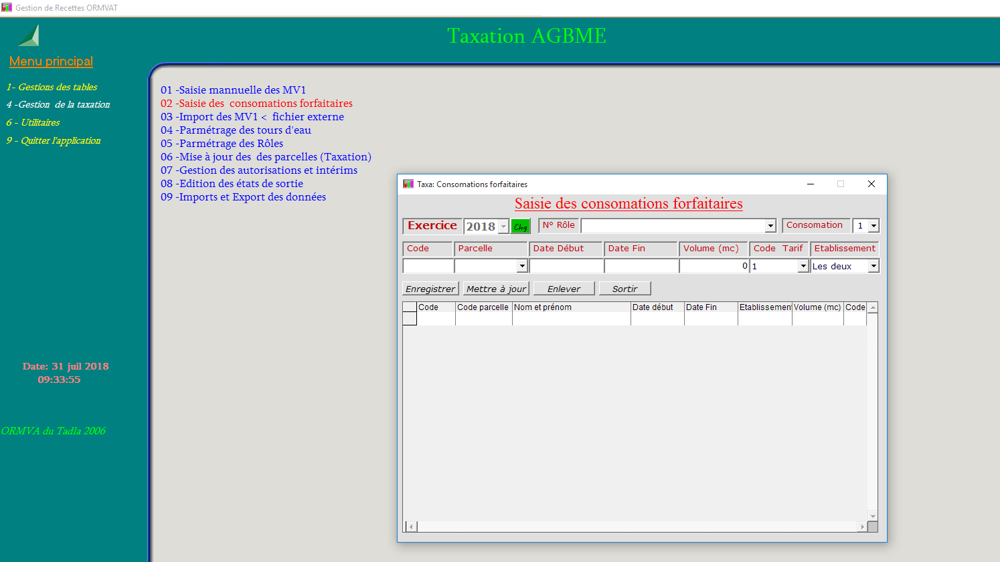 Gestion de Recettes ORMVAT
Taxation AGBME
Menu principal
1- Gestions des tables
4 -Gestion  de la taxation
6 - Utilitaires
9 - Quitter l'application
Date: 31 juil 2018
09:33:55
ORMVA du Tadla 2006
01 -Saisie mannuelle des MV1
02 -Saisie des  consomations forfaitaires
03 -Import des MV1 <  fichier externe
04 -Parmétrage des tours d'eau
05 -Parmétrage des Rôles
06 -Mise à jour des  des parcelles (Taxation)
07 -Gestion des autorisations et intérims
08 -Edition des états de sortie
09 -Imports et Export des données
Taxa: Consomations forfaitaires
Saisie des consomations forfaitaires
Exercice 2018 Chg N° Rôle Consomation 1
Code Parcelle Date Début Date Fin Volume (mc) Code  Tarif Etablissement
0 1 Les deux
Enregistrer Mettre à jour Enlever Sortir
Code Code parcelle Nom et prénom Date début Date Fin Etablissement Volume (mc) Code